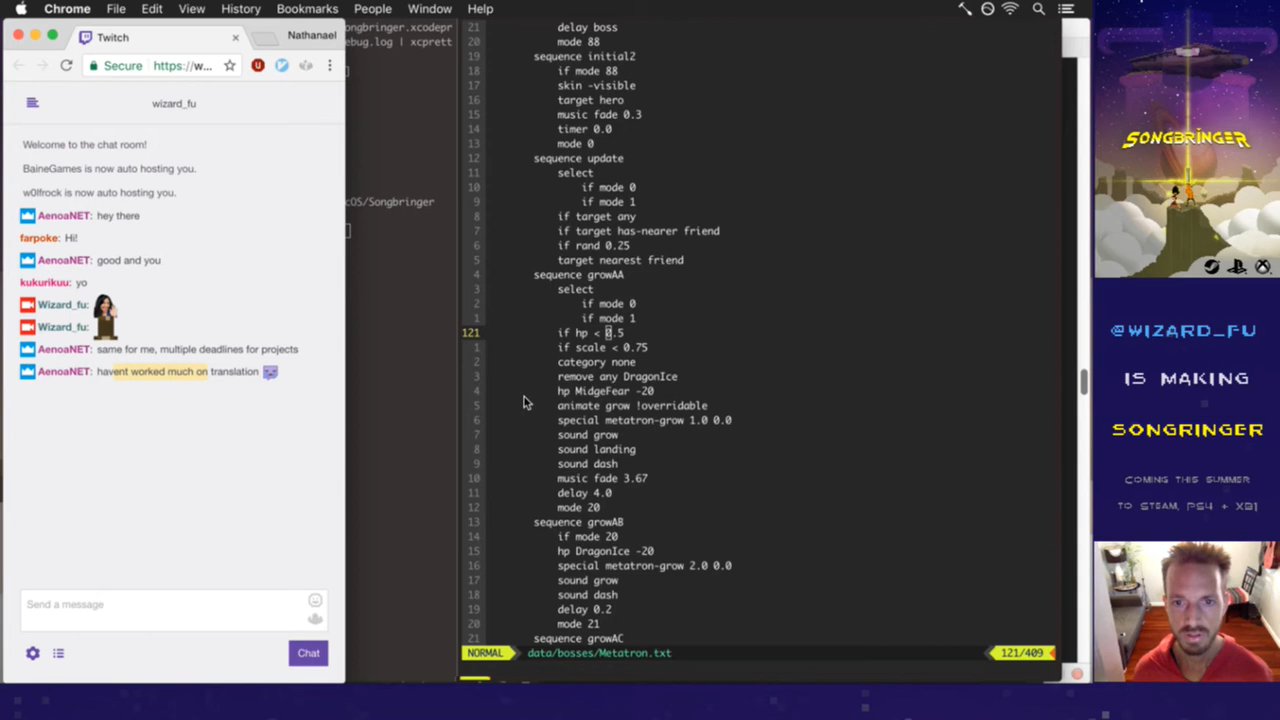 Chrome File Edit View History Bookmarks People Window Help
Twitch
Nathanael
Secure https://w...
wizard_fu
Welcome to the chat room!
BaineGames is now auto hosting you.
w0lfrock is now auto hosting you.
AenoaNET: hey there
farpoke: Hi!
AenoaNET: good and you
kukurikuu: yo
Wizard_fu:
Wizard_fu:
AenoaNET: same for me, multiple deadlines for projects
AenoaNET: havent worked much on translation
Send a message
Chat
ongbringer.xcodepr
ebug.log | xcprett
cOS/Songbringer
21 delay boss
20 mode 88
19 sequence initial2
18 if mode 88
17 skin -visible
16 target hero
15 music fade 0.3
14 timer 0.0
13 mode 0
12 sequence update
11 select
10 if mode 0
9 if mode 1
8 if target any
7 if target has-nearer friend
6 if rand 0.25
5 target nearest friend
4 sequence growAA
3 select
2 if mode 0
1 if mode 1
121 if hp < 0.5
1 if scale < 0.75
2 category none
3 remove any DragonIce
4 hp MidgeFear -20
5 animate grow !overridable
6 special metatron-grow 1.0 0.0
7 sound grow
8 sound landing
9 sound dash
10 music fade 3.67
11 delay 4.0
12 mode 20
13 sequence growAB
14 if mode 20
15 hp DragonIce -20
16 special metatron-grow 2.0 0.0
17 sound grow
18 sound dash
19 delay 0.2
20 mode 21
21 sequence growAC
NORMAL data/bosses/Metatron.txt 121/409
SONGBRINGER
@WIZARD_FU
IS MAKING
SONGRINGER
COMING THIS SUMMER
TO STEAM, PS4 + XB1